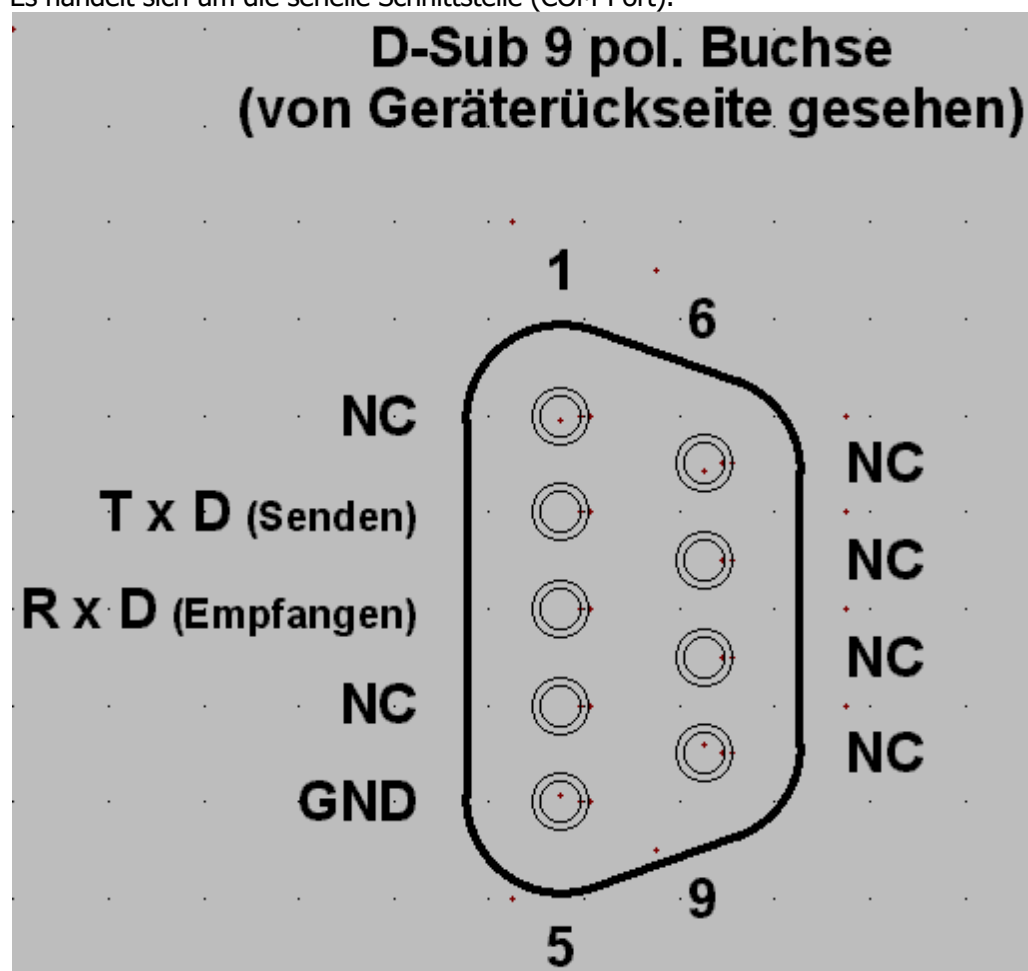 Es handelt sich um die serielle Schnittstelle (COM-Port).
D-Sub 9 pol. Buchse
(von Geräterückseite gesehen)
1
6
NC
NC
T x D (Senden)
NC
R x D (Empfangen)
NC
NC
NC
GND
9
5